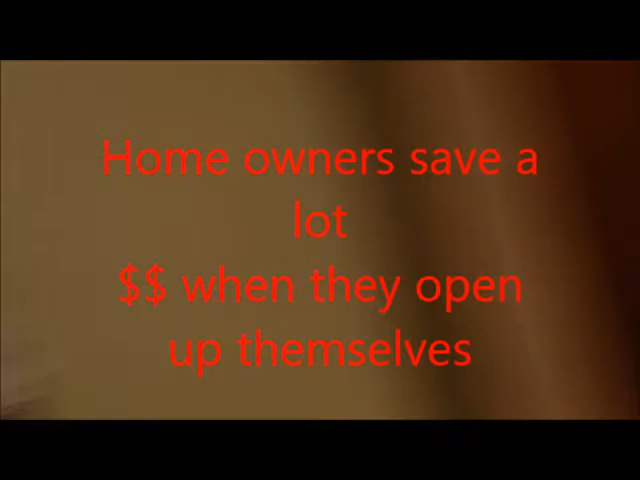 Home owners save a
lot
$$ when they open
up themselves